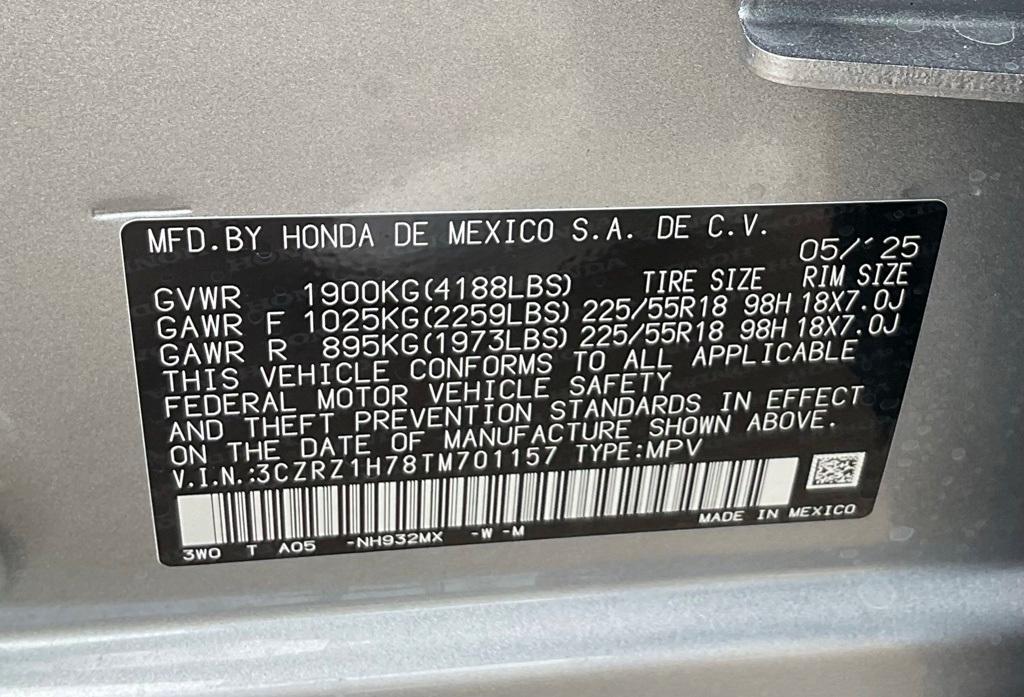 MFD.BY HONDA DE MEXICO S.A. DE C.V.
05/'25
GVWR 1900KG(4188LBS) TIRE SIZE RIM SIZE
GAWR F 1025KG(2259LBS) 225/55R18 98H 18X7.0J
GAWR R 895KG(1973LBS) 225/55R18 98H 18X7.0J
THIS VEHICLE CONFORMS TO ALL APPLICABLE
FEDERAL MOTOR VEHICLE SAFETY
AND THEFT PREVENTION STANDARDS IN EFFECT
ON THE DATE OF MANUFACTURE SHOWN ABOVE.
V.I.N.:3CZRZ1H78TM701157 TYPE:MPV
MADE IN MEXICO
3W0 T A05 -NH932MX -W -M